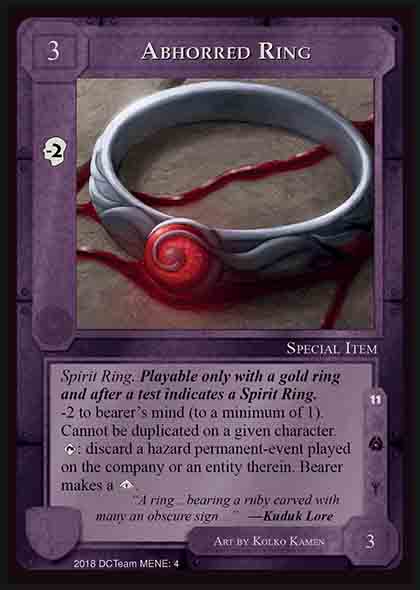 3
ABHORRED RING
-2
SPECIAL ITEM
Spirit Ring. Playable only with a gold ring
and after a test indicates a Spirit Ring.
-2 to bearer's mind (to a minimum of 1).
Cannot be duplicated on a given character.
: discard a hazard permanent-event played
on the company or an entity therein. Bearer
makes a .
"A ring...bearing a ruby carved with
many an obscure sign..." —Kuduk Lore
11
ART BY KOLKO KAMEN
3
2018 DCTeam MENE: 4